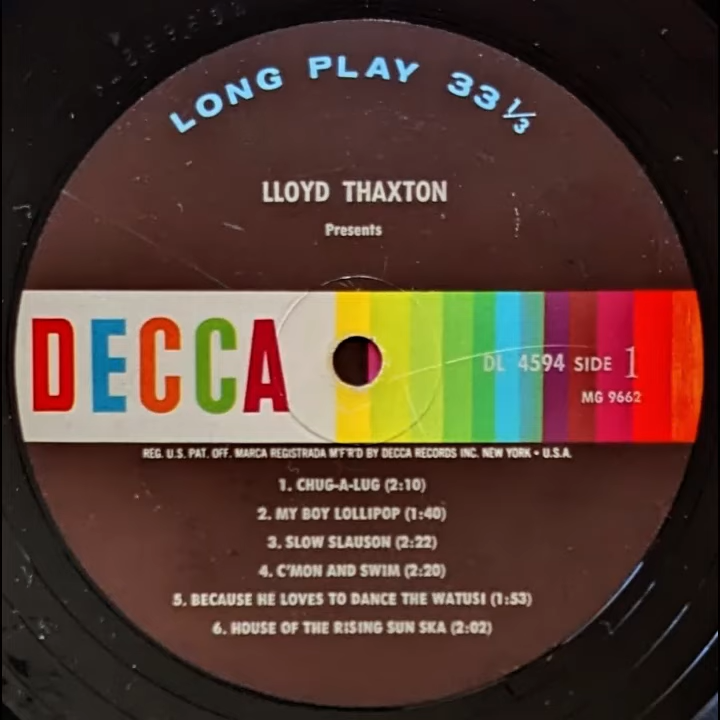 LONG PLAY 33⅓
LLOYD THAXTON
Presents
DECCA
DL 4594 SIDE 1
MG 9662
REG. U.S. PAT. OFF. MARCA REGISTRADA M'F'R'D BY DECCA RECORDS INC. NEW YORK • U.S.A.
1. CHUG-A-LUG (2:10)
2. MY BOY LOLLIPOP (1:40)
3. SLOW SLAUSON (2:22)
4. C'MON AND SWIM (2:20)
5. BECAUSE HE LOVES TO DANCE THE WATUSI (1:53)
6. HOUSE OF THE RISING SUN SKA (2:02)